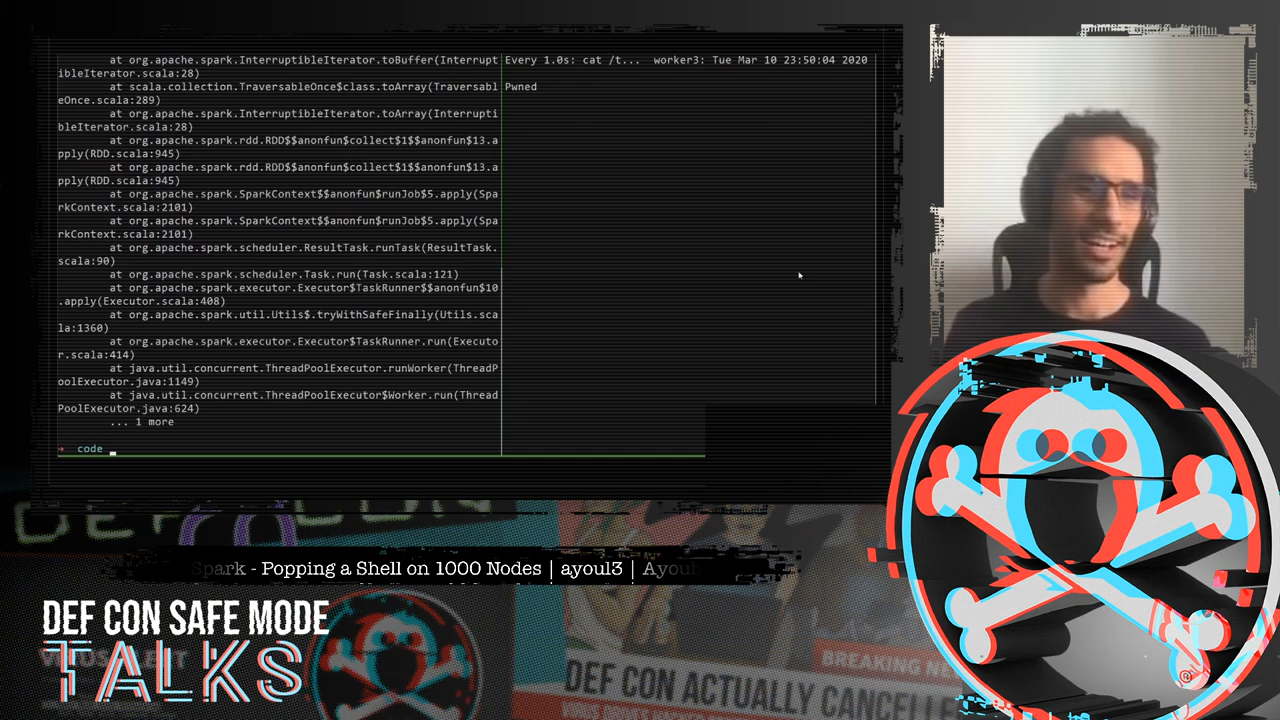 at org.apache.spark.InterruptibleIterator.toBuffer(Interrupt
ibleIterator.scala:28)
at scala.collection.TraversableOnce$class.toArray(Traversabl
eOnce.scala:289)
at org.apache.spark.InterruptibleIterator.toArray(Interrupti
bleIterator.scala:28)
at org.apache.spark.rdd.RDD$$anonfun$collect$1$$anonfun$13.a
pply(RDD.scala:945)
at org.apache.spark.rdd.RDD$$anonfun$collect$1$$anonfun$13.a
pply(RDD.scala:945)
at org.apache.spark.SparkContext$$anonfun$runJob$5.apply(Spa
rkContext.scala:2101)
at org.apache.spark.SparkContext$$anonfun$runJob$5.apply(Spa
rkContext.scala:2101)
at org.apache.spark.scheduler.ResultTask.runTask(ResultTask.
scala:90)
at org.apache.spark.scheduler.Task.run(Task.scala:121)
at org.apache.spark.executor.Executor$TaskRunner$$anonfun$10
.apply(Executor.scala:408)
at org.apache.spark.util.Utils$.tryWithSafeFinally(Utils.sca
la:1360)
at org.apache.spark.executor.Executor$TaskRunner.run(Executo
r.scala:414)
at java.util.concurrent.ThreadPoolExecutor.runWorker(ThreadP
oolExecutor.java:1149)
at java.util.concurrent.ThreadPoolExecutor$Worker.run(Thread
PoolExecutor.java:624)
... 1 more
→ code
Every 1.0s: cat /t... worker3: Tue Mar 10 23:50:04 2020
Pwned
DEF CON
Spark - Popping a Shell on 1000 Nodes | ayoul3 | Ayoub
DEF CON SAFE MODE
TALKS
BREAKING NE
DEF CON ACTUALLY CANCELLE
®